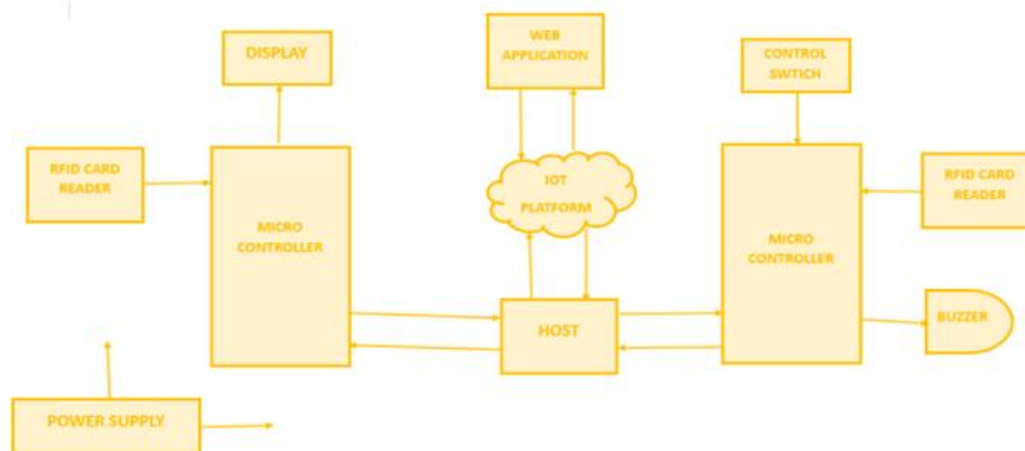 DISPLAY
WEB
APPLICATION
CONTROL
SWTICH
RFID CARD
READER
MICRO
CONTROLLER
IOT
PLATFORM
MICRO
CONTROLLER
RFID CARD
READER
HOST
BUZZER
POWER SUPPLY